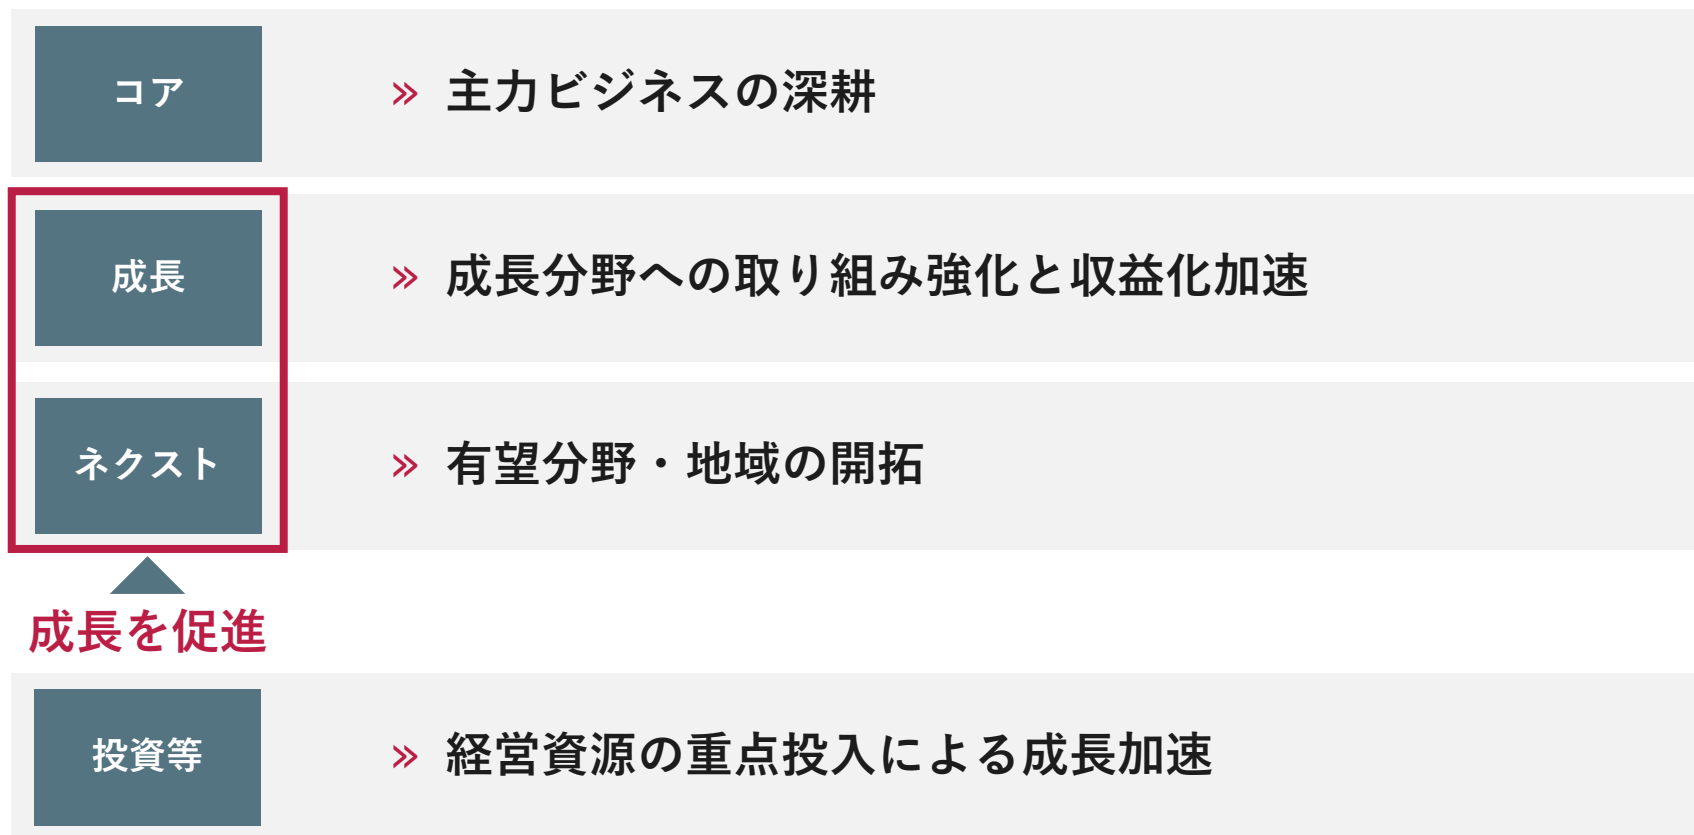 コア
» 主力ビジネスの深耕
成長
» 成長分野への取り組み強化と収益化加速
ネクスト
» 有望分野・地域の開拓
成長を促進
投資等
» 経営資源の重点投入による成長加速